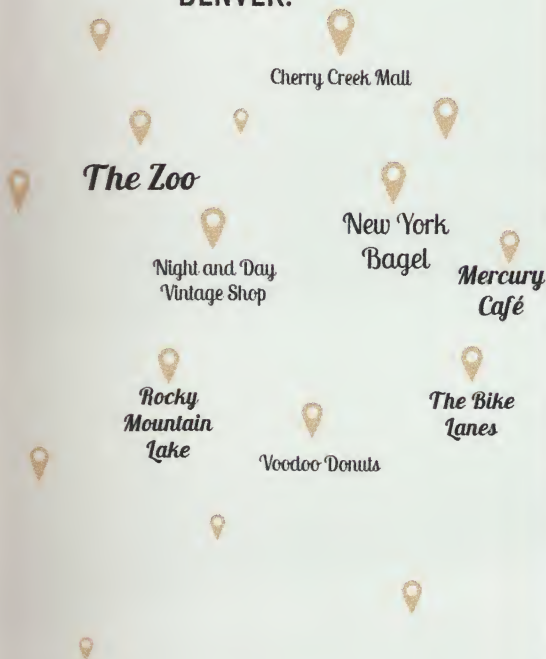 DENVER.
Cherry Creek Mall
The Zoo
New York
Bagel
Night and Day
Vintage Shop
Mercury
Café
Rocky
Mountain
Lake
The Bike
Lanes
Voodoo Donuts